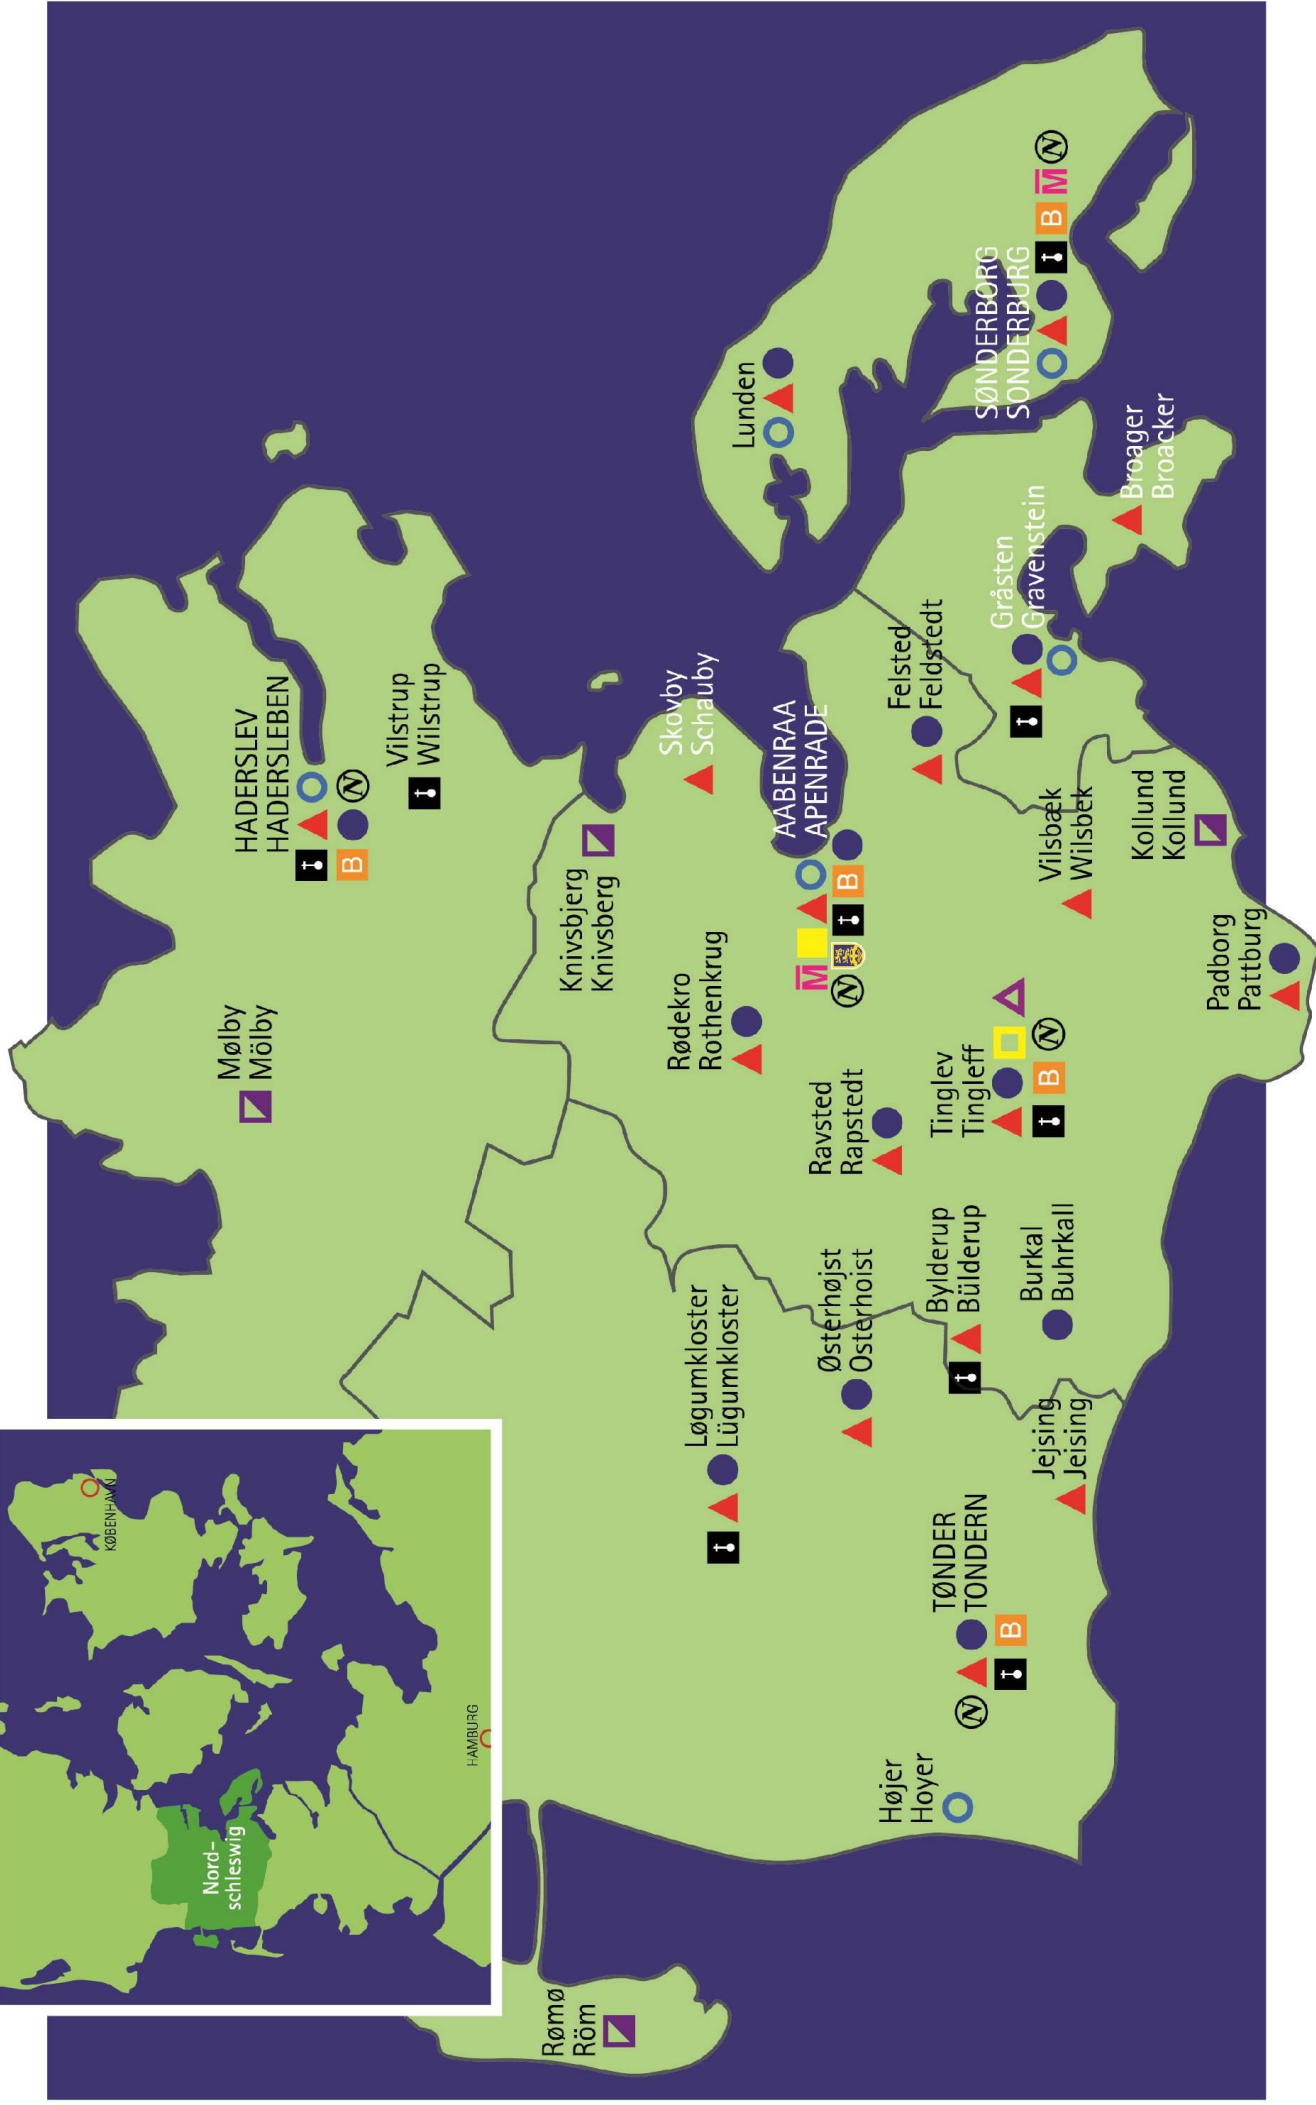 KØBENHAVN
HAMBURG
Nord-
schleswig
Rømø
Röm
Mølby
Mölby
HADERSLEV
HADERSLEBEN
B
N
Vilstrup
Wilstrup
Knivsbjerg
Knivsberg
Skovby
Schauby
Rødekro
Rothenkrug
AABENRAA
APENRADE
M
N
B
Lunden
Løgumkloster
Lügumkloster
Ravsted
Rapstedt
Østerhøjst
Osterhoist
Felsted
Feldstedt
Højer
Hoyer
TØNDER
TONDERN
N
B
Bylderup
Bülderup
Tinglev
Tingleff
B
N
Burkal
Buhrkall
Jejsing
Jeising
Vilsbæk
Wilsbek
Gråsten
Gravenstein
SØNDERBORG
SONDERBURG
B
M
N
Broager
Broacker
Kollund
Kollund
Padborg
Pattburg